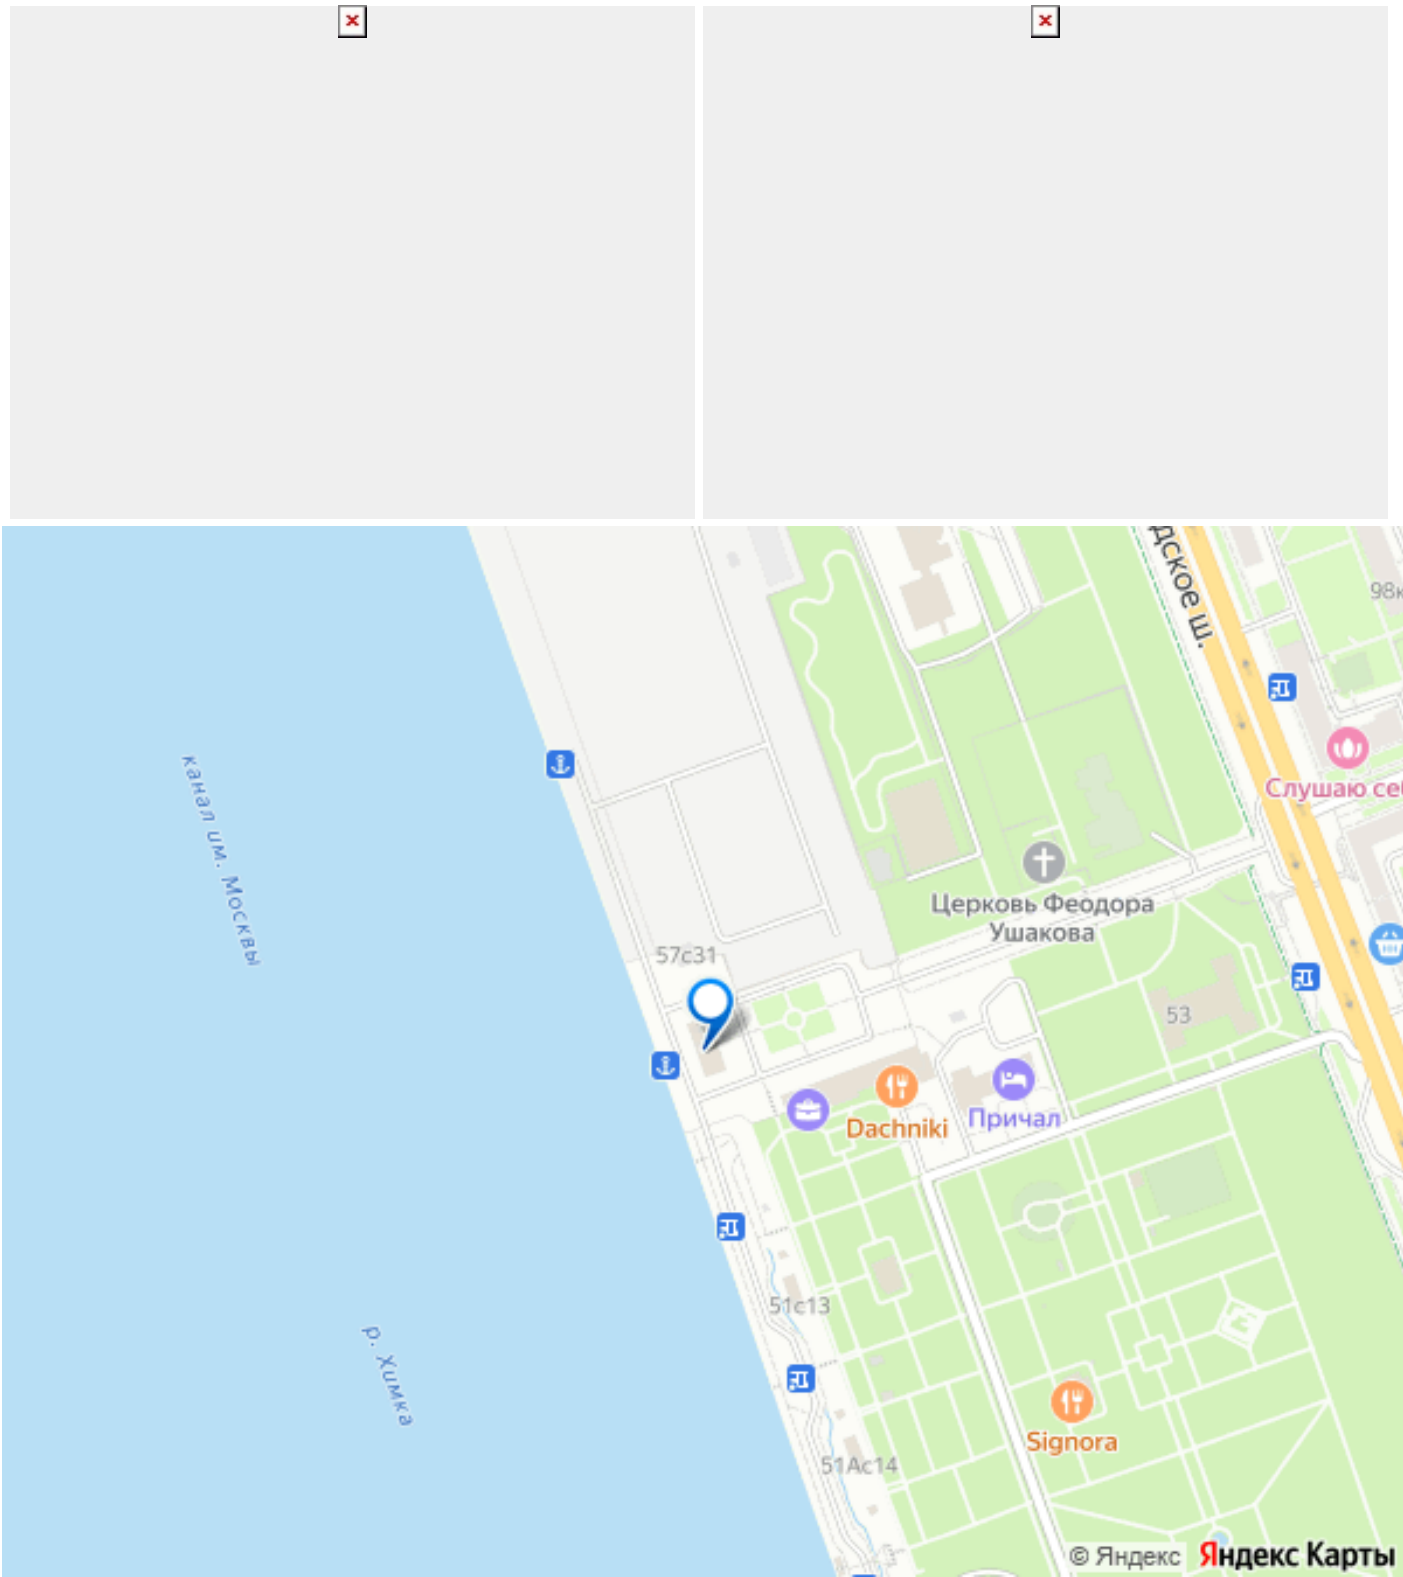 дское ш.
98к
Слушаю се
канал им. Москвы
Церковь Феодора
Ушакова
57с31
53
Причал
Dachniki
51с13
р. Химка
Signora
51Ас14
© Яндекс Яндекс Карты